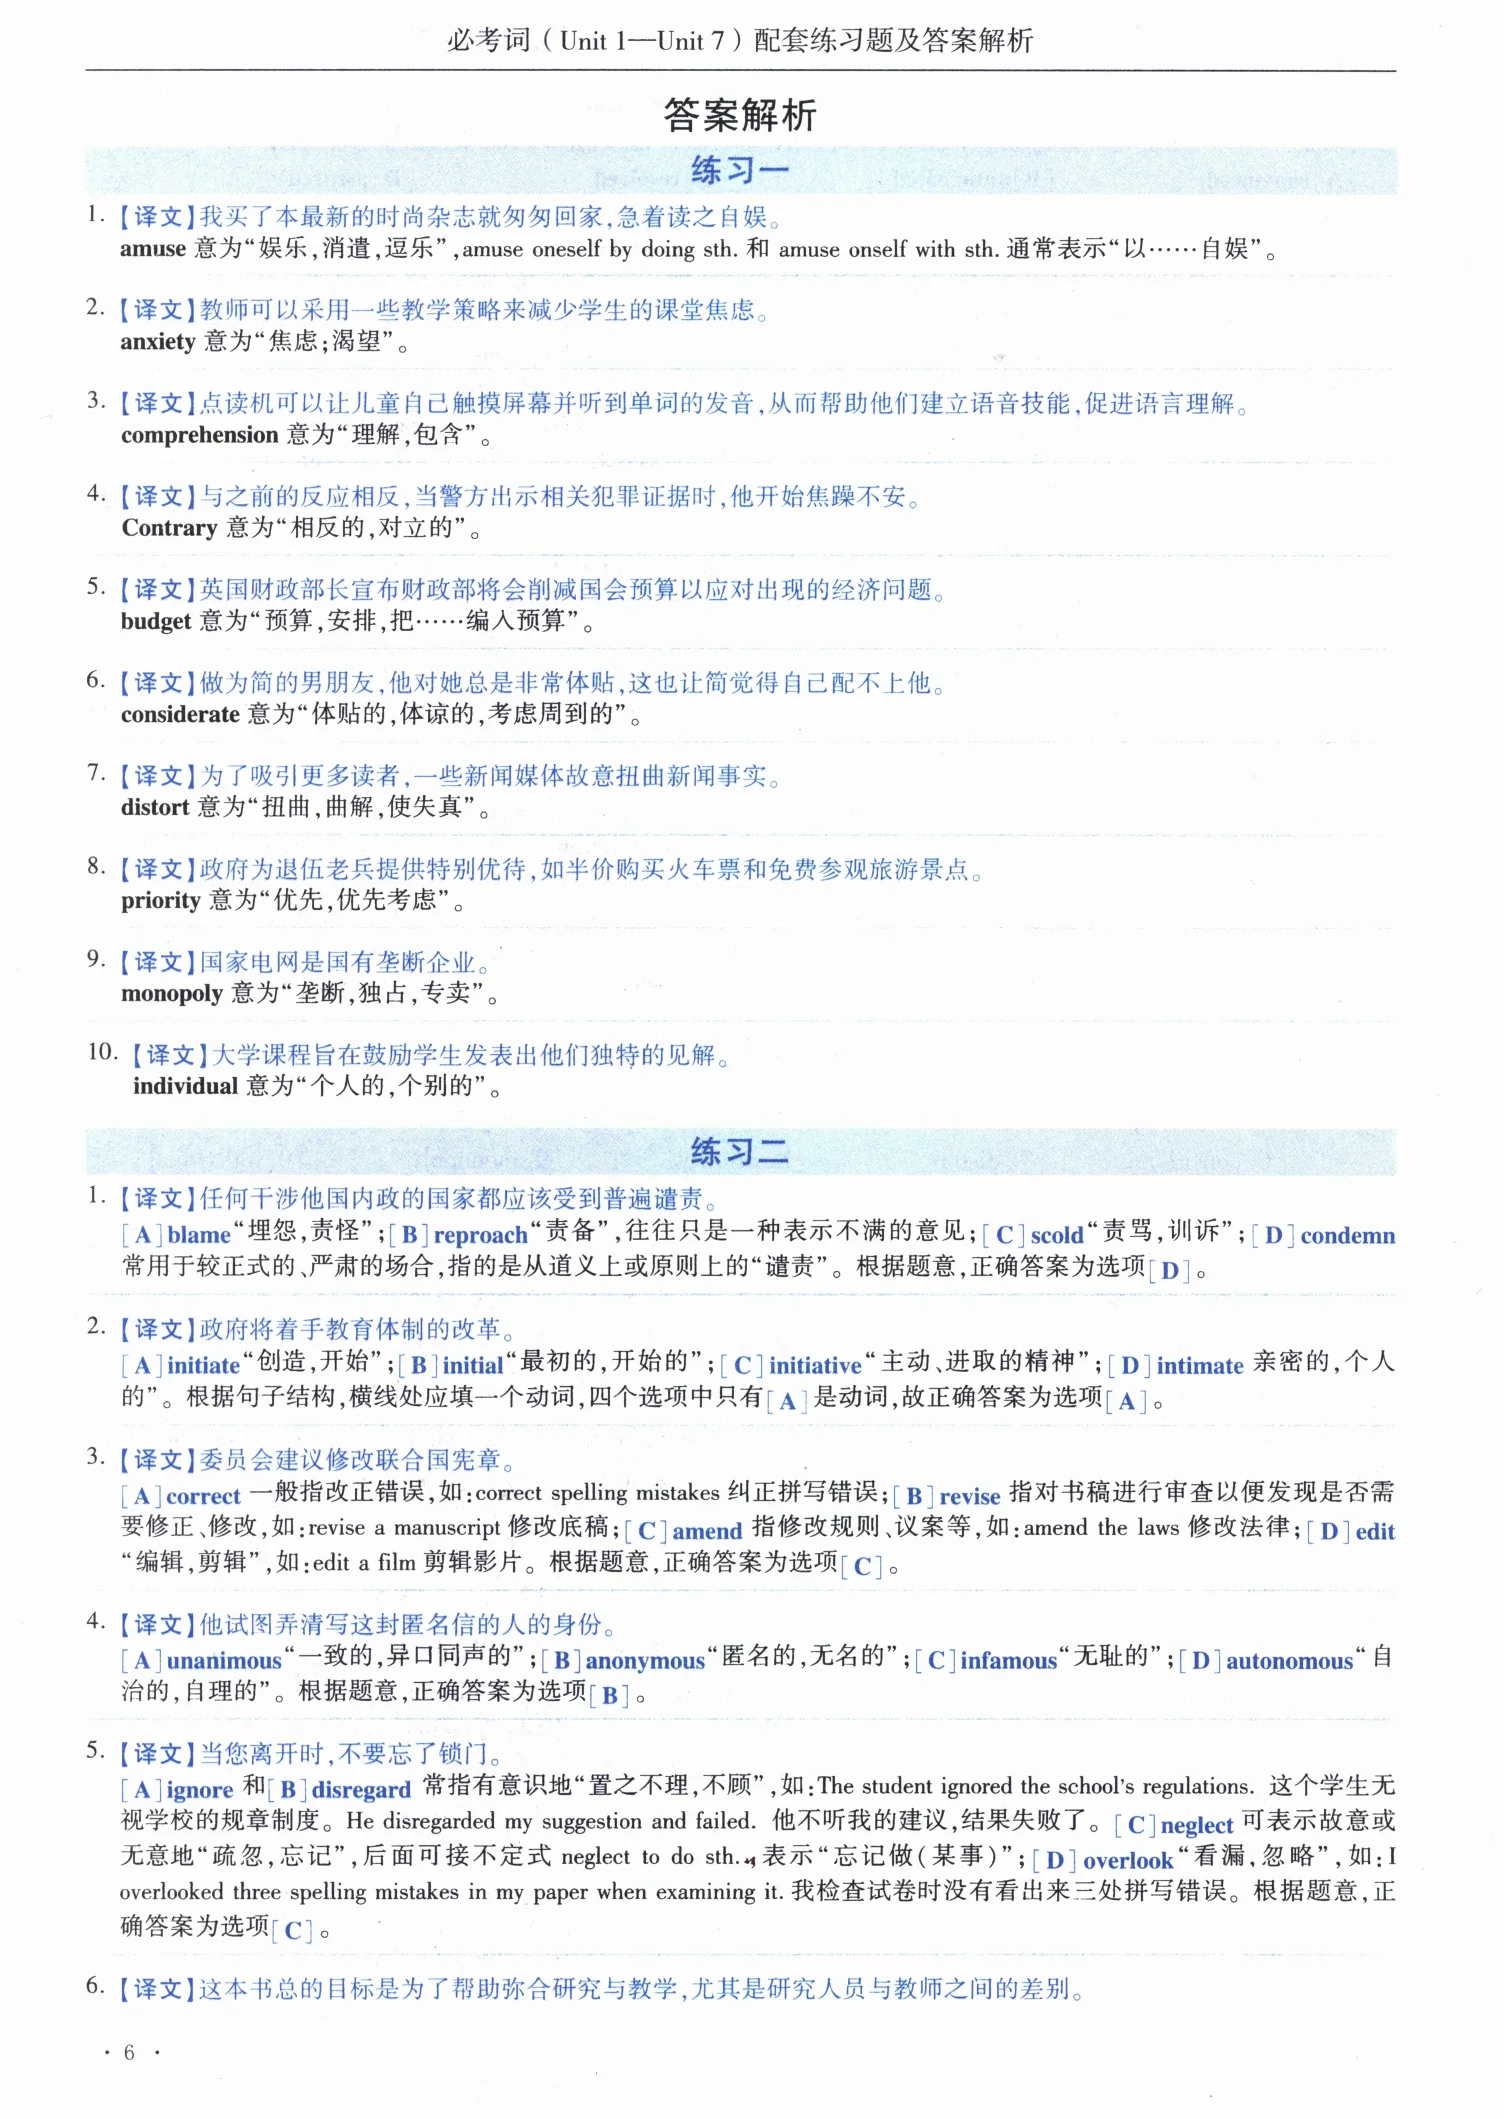 必考词（Unit 1—Unit 7）配套练习题及答案解析
答案解析
练习一
1.【译文】我买了本最新的时尚杂志就匆匆回家,急着读之自娱。
amuse 意为“娱乐,消遣,逗乐”,amuse oneself by doing sth. 和 amuse onself with sth. 通常表示“以……自娱”。
2.【译文】教师可以采用一些教学策略来减少学生的课堂焦虑。
anxiety 意为“焦虑;渴望”。
3.【译文】点读机可以让儿童自己触摸屏幕并听到单词的发音,从而帮助他们建立语音技能,促进语言理解。
comprehension 意为“理解,包含”。
4.【译文】与之前的反应相反,当警方出示相关犯罪证据时,他开始焦躁不安。
Contrary 意为“相反的,对立的”。
5.【译文】英国财政部长宣布财政部将会削减国会预算以应对出现的经济问题。
budget 意为“预算,安排,把……编入预算”。
6.【译文】做为简的男朋友,他对她总是非常体贴,这也让简觉得自己配不上他。
considerate 意为“体贴的,体谅的,考虑周到的”。
7.【译文】为了吸引更多读者,一些新闻媒体故意扭曲新闻事实。
distort 意为“扭曲,曲解,使失真”。
8.【译文】政府为退伍老兵提供特别优待,如半价购买火车票和免费参观旅游景点。
priority 意为“优先,优先考虑”。
9.【译文】国家电网是国有垄断企业。
monopoly 意为“垄断,独占,专卖”。
10.【译文】大学课程旨在鼓励学生发表出他们独特的见解。
individual 意为“个人的,个别的”。
练习二
1.【译文】任何干涉他国内政的国家都应该受到普遍谴责。
[A]blame“埋怨,责怪”;[B]reproach“责备”,往往只是一种表示不满的意见;[C]scold“责骂,训诉”;[D]condemn
常用于较正式的、严肃的场合,指的是从道义上或原则上的“谴责”。根据题意,正确答案为选项[D]。
2.【译文】政府将着手教育体制的改革。
[A]initiate“创造,开始”;[B]initial“最初的,开始的”;[C]initiative“主动、进取的精神”;[D]intimate 亲密的,个人
的”。根据句子结构,横线处应填一个动词,四个选项中只有[A]是动词,故正确答案为选项[A]。
3.【译文】委员会建议修改联合国宪章。
[A]correct 一般指改正错误,如:correct spelling mistakes 纠正拼写错误;[B]revise 指对书稿进行审查以便发现是否需
要修正、修改,如:revise a manuscript 修改底稿;[C]amend 指修改规则、议案等,如:amend the laws 修改法律;[D]edit
“编辑,剪辑”,如:edit a film 剪辑影片。根据题意,正确答案为选项[C]。
4.【译文】他试图弄清写这封匿名信的人的身份。
[A]unanimous“一致的,异口同声的”;[B]anonymous“匿名的,无名的”;[C]infamous“无耻的”;[D]autonomous“自
治的,自理的”。根据题意,正确答案为选项[B]。
5.【译文】当您离开时,不要忘了锁门。
[A]ignore 和[B]disregard 常指有意识地“置之不理,不顾”,如:The student ignored the school's regulations. 这个学生无
视学校的规章制度。He disregarded my suggestion and failed. 他不听我的建议,结果失败了。[C]neglect 可表示故意或
无意地“疏忽,忘记”,后面可接不定式 neglect to do sth.,表示“忘记做(某事)”;[D]overlook“看漏,忽略”,如:I
overlooked three spelling mistakes in my paper when examining it. 我检查试卷时没有看出来三处拼写错误。根据题意,正
确答案为选项[C]。
6.【译文】这本书总的目标是为了帮助弥合研究与教学,尤其是研究人员与教师之间的差别。
· 6 ·